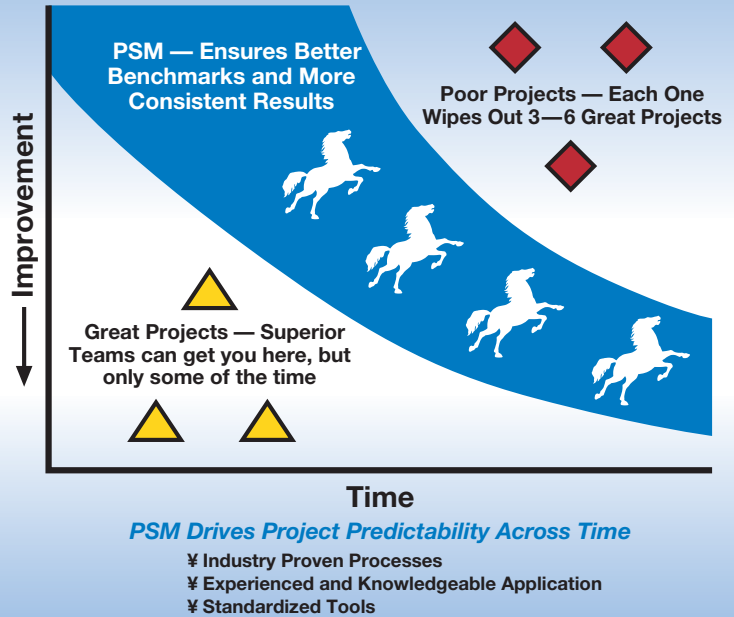 PSM — Ensures Better
Benchmarks and More
Consistent Results
Poor Projects — Each One
Wipes Out 3—6 Great Projects
Improvement
Great Projects — Superior
Teams can get you here, but
only some of the time
Time
PSM Drives Project Predictability Across Time
¥ Industry Proven Processes
¥ Experienced and Knowledgeable Application
¥ Standardized Tools